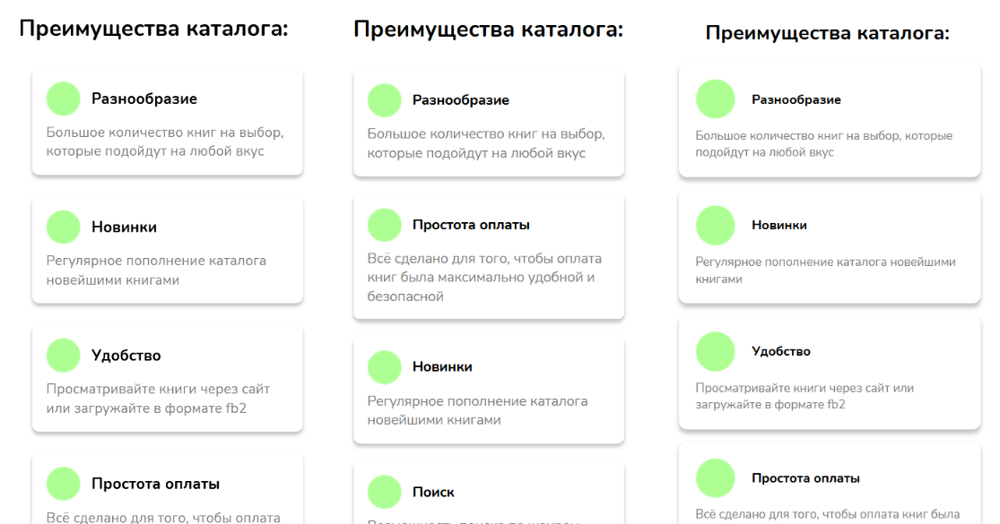 Преимущества каталога:
Разнообразие
Большое количество книг на выбор,
которые подойдут на любой вкус
Новинки
Регулярное пополнение каталога
новейшими книгами
Удобство
Просматривайте книги через сайт
или загружайте в формате fb2
Простота оплаты
Всё сделано для того, чтобы оплата
Преимущества каталога:
Разнообразие
Большое количество книг на выбор,
которые подойдут на любой вкус
Простота оплаты
Всё сделано для того, чтобы оплата
книг была максимально удобной и
безопасной
Новинки
Регулярное пополнение каталога
новейшими книгами
Поиск
Преимущества каталога:
Разнообразие
Большое количество книг на выбор, которые
подойдут на любой вкус
Новинки
Регулярное пополнение каталога новейшими
книгами
Удобство
Просматривайте книги через сайт или
загружайте в формате fb2
Простота оплаты
Всё сделано для того, чтобы оплата книг была